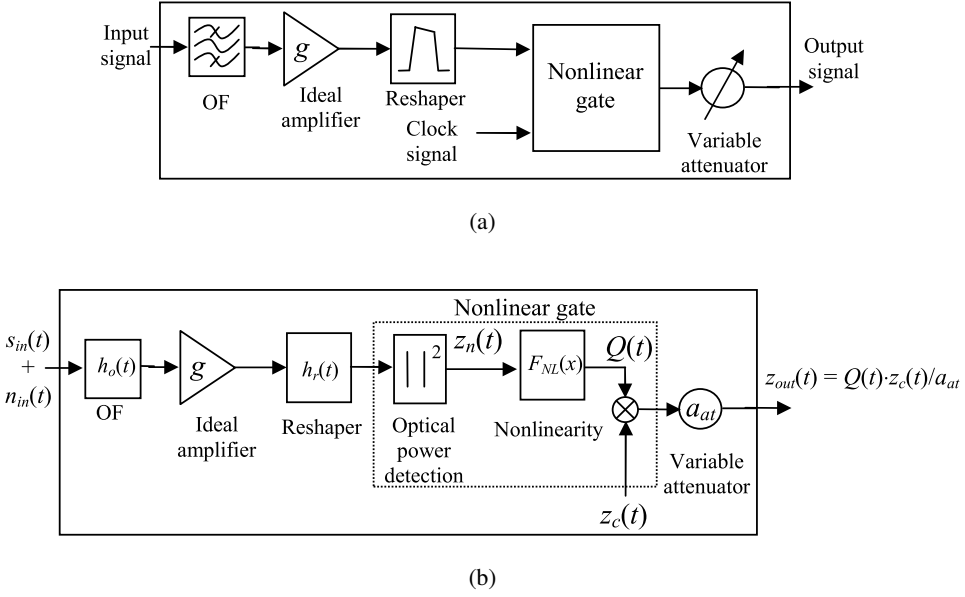 Input
signal
OF
g
Ideal
amplifier
Reshaper
Clock
signal
Nonlinear
gate
Variable
attenuator
Output
signal
(a)
Nonlinear gate
s_in(t)
+
n_in(t)
h_o(t)
OF
g
Ideal
amplifier
h_r(t)
Reshaper
| |²
Optical
power
detection
z_n(t)
F_NL(x)
Nonlinearity
Q(t)
z_c(t)
a_at
Variable
attenuator
z_out(t) = Q(t)·z_c(t)/a_at
(b)